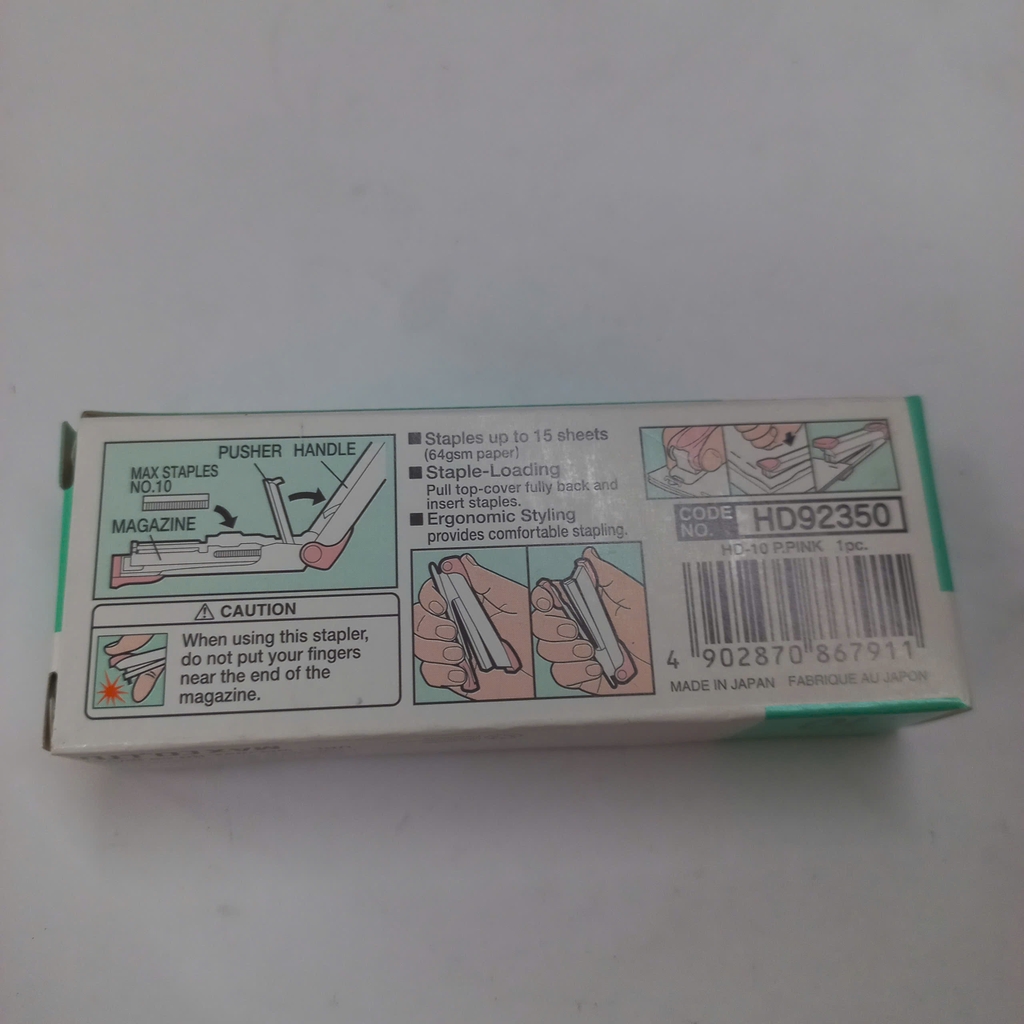 PUSHER HANDLE
MAX STAPLES
NO.10
MAGAZINE
⚠ CAUTION
When using this stapler,
do not put your fingers
near the end of the
magazine.
■ Staples up to 15 sheets
(64gsm paper)
■ Staple-Loading
Pull top-cover fully back and
insert staples.
■ Ergonomic Styling
provides comfortable stapling.
CODE
NO. HD92350
HD-10 P.PINK 1pc.
4 902870 867911
MADE IN JAPAN FABRIQUE AU JAPON